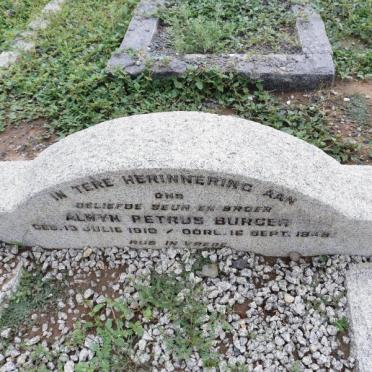 IN TERE HERINNERING AAN
ONS
GELIEFDE SEUN EN BROER
ALWYN PETRUS BURGER
GEB. 13 JULIE 1910 / OORL. 16 SEPT.
RUS IN VREDE